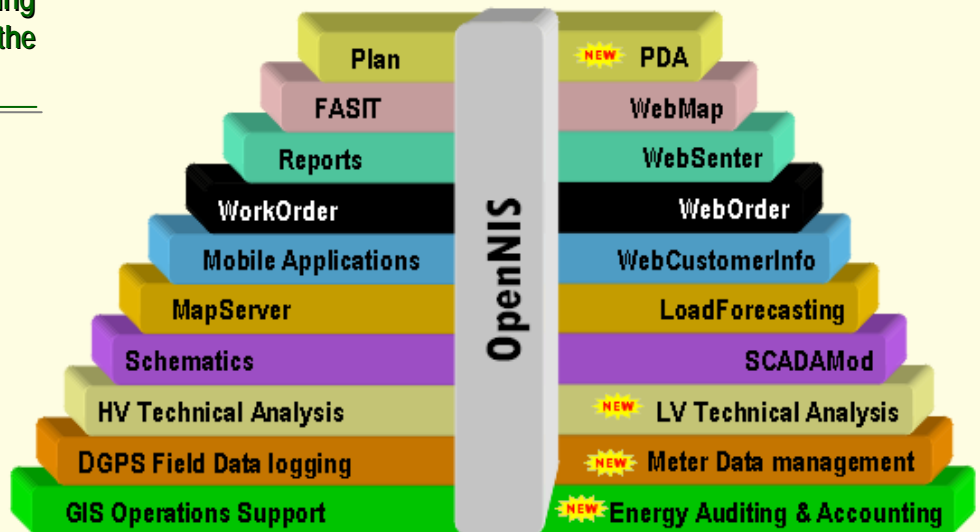 the
Plan NEW PDA
FASIT WebMap
Reports WebSenter
WorkOrder WebOrder
Mobile Applications WebCustomerInfo
MapServer LoadForecasting
Schematics SCADAMod
HV Technical Analysis NEW LV Technical Analysis
DGPS Field Data logging NEW Meter Data management
GIS Operations Support NEW Energy Auditing & Accounting
OpenNIS